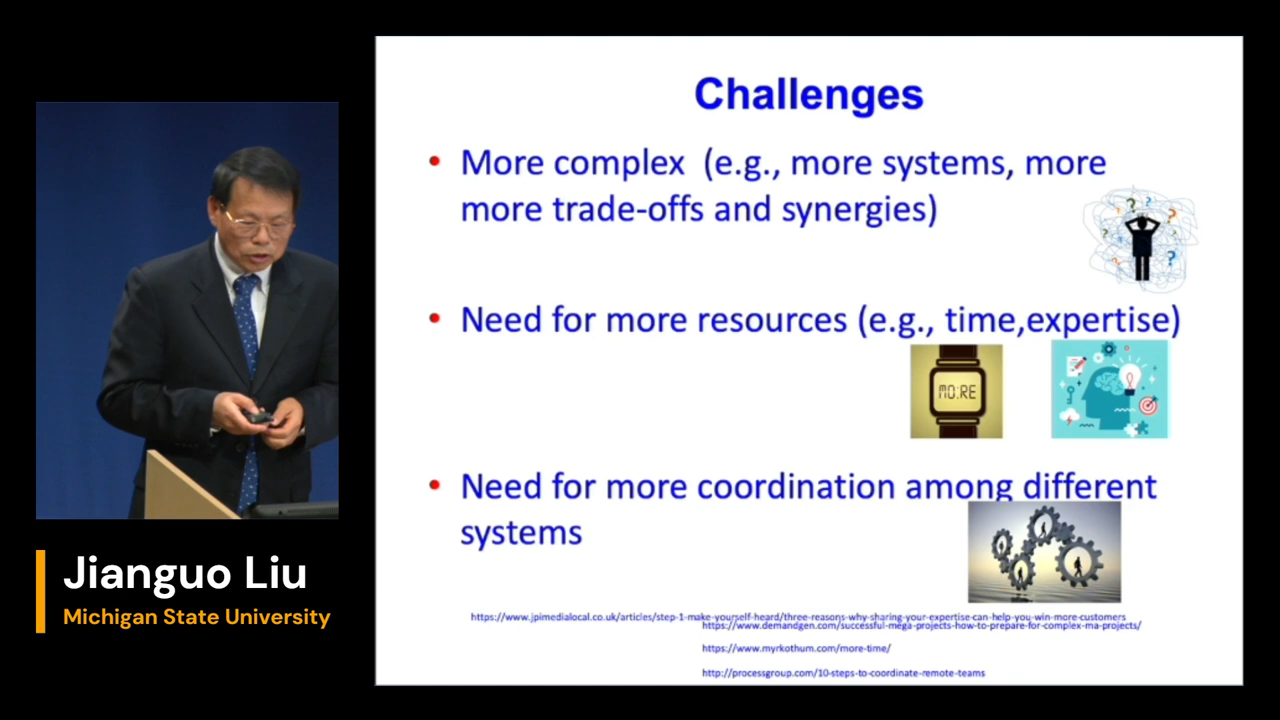 Challenges
• More complex (e.g., more systems, more
more trade-offs and synergies)
• Need for more resources (e.g., time,expertise)
MO:RE
• Need for more coordination among different
systems
https://www.jpimedialocal.co.uk/articles/step-1-make-yourself-heard/three-reasons-why-sharing-your-expertise-can-help-you-win-more-customers
https://www.demandgen.com/successful-mega-projects-how-to-prepare-for-complex-ma-projects/
https://www.myrkothum.com/more-time/
http://processgroup.com/10-steps-to-coordinate-remote-teams
Jianguo Liu
Michigan State University